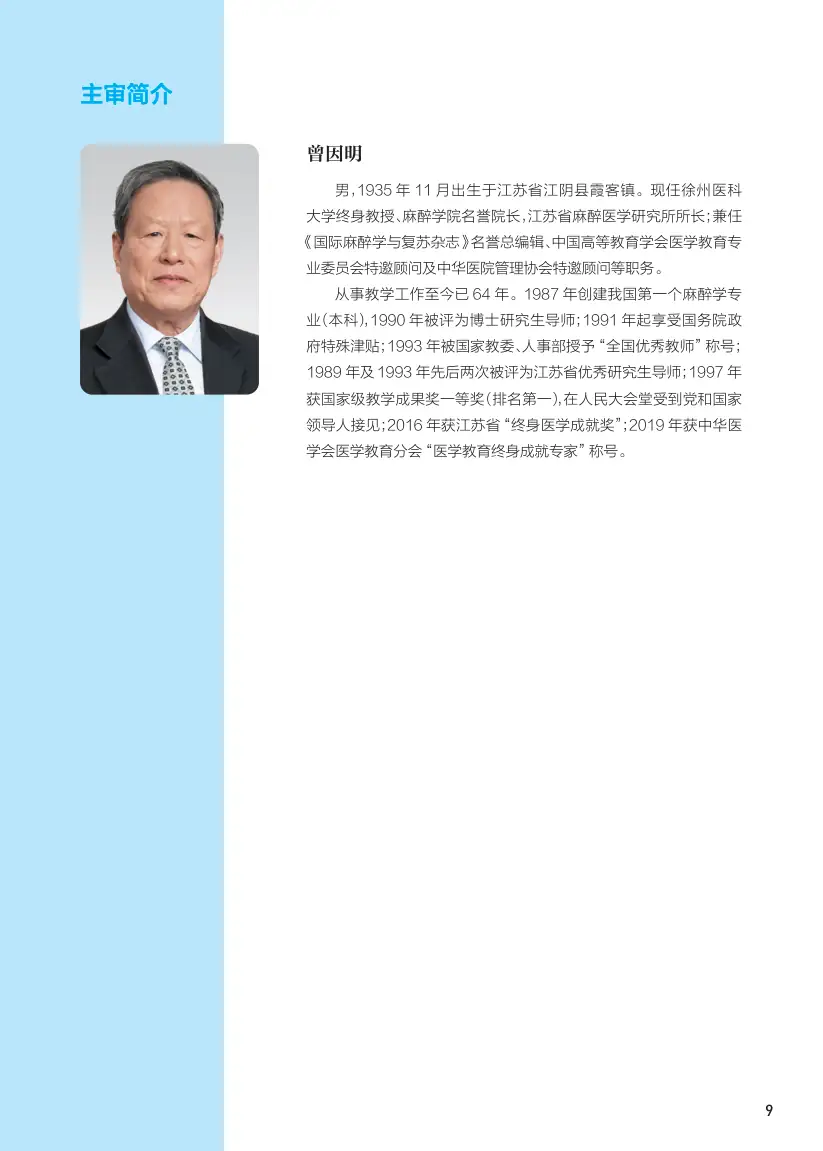 主审简介
曾因明
男，1935 年 11 月出生于江苏省江阴县霞客镇。现任徐州医科
大学终身教授、麻醉学院名誉院长，江苏省麻醉医学研究所所长；兼任
《国际麻醉学与复苏杂志》名誉总编辑、中国高等教育学会医学教育专
业委员会特邀顾问及中华医院管理协会特邀顾问等职务。
从事教学工作至今已 64 年。1987 年创建我国第一个麻醉学专
业（本科），1990 年被评为博士研究生导师；1991 年起享受国务院政
府特殊津贴；1993 年被国家教委、人事部授予“全国优秀教师”称号；
1989 年及 1993 年先后两次被评为江苏省优秀研究生导师；1997 年
获国家级教学成果奖一等奖（排名第一），在人民大会堂受到党和国家
领导人接见；2016 年获江苏省“终身医学成就奖”；2019 年获中华医
学会医学教育分会“医学教育终身成就专家”称号。
9